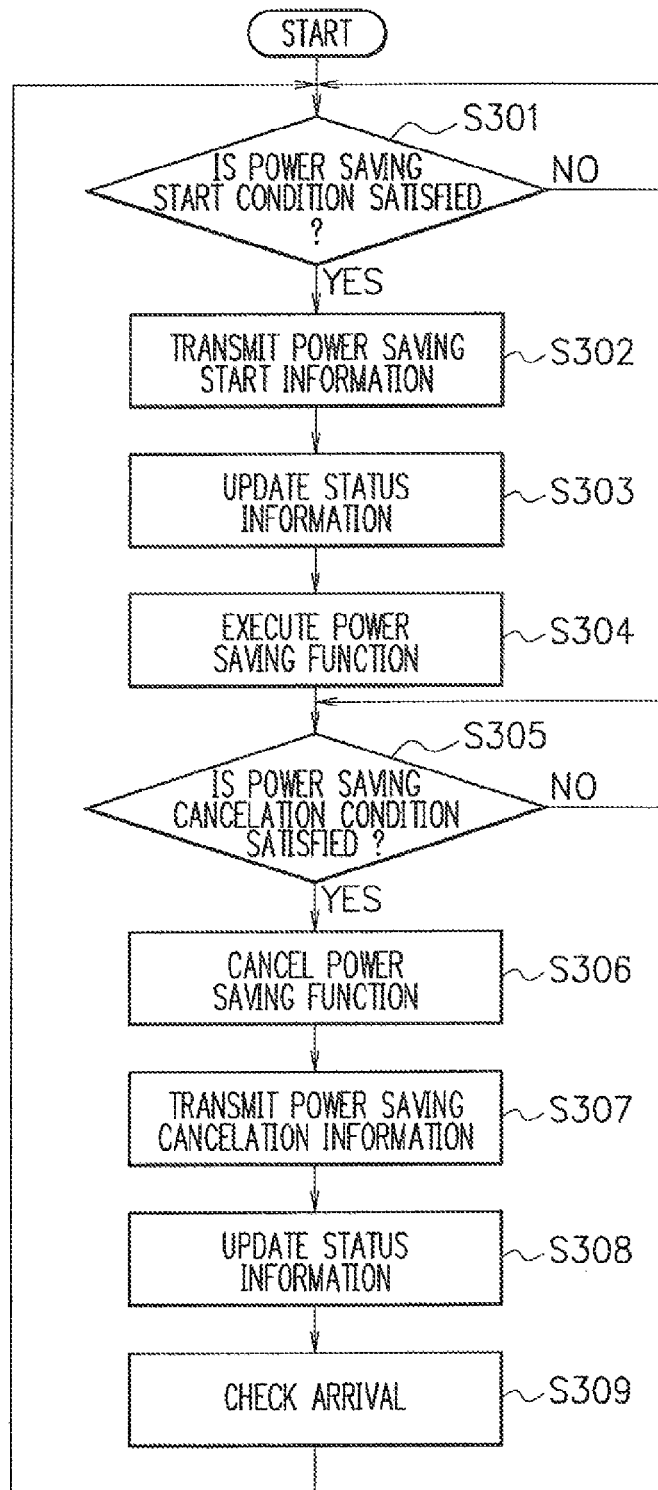 START
S301
IS POWER SAVING
START CONDITION SATISFIED
?
NO
YES
TRANSMIT POWER SAVING
START INFORMATION
S302
UPDATE STATUS
INFORMATION
S303
EXECUTE POWER
SAVING FUNCTION
S304
S305
IS POWER SAVING
CANCELATION CONDITION
SATISFIED ?
NO
YES
CANCEL POWER
SAVING FUNCTION
S306
TRANSMIT POWER SAVING
CANCELATION INFORMATION
S307
UPDATE STATUS
INFORMATION
S308
CHECK ARRIVAL
S309